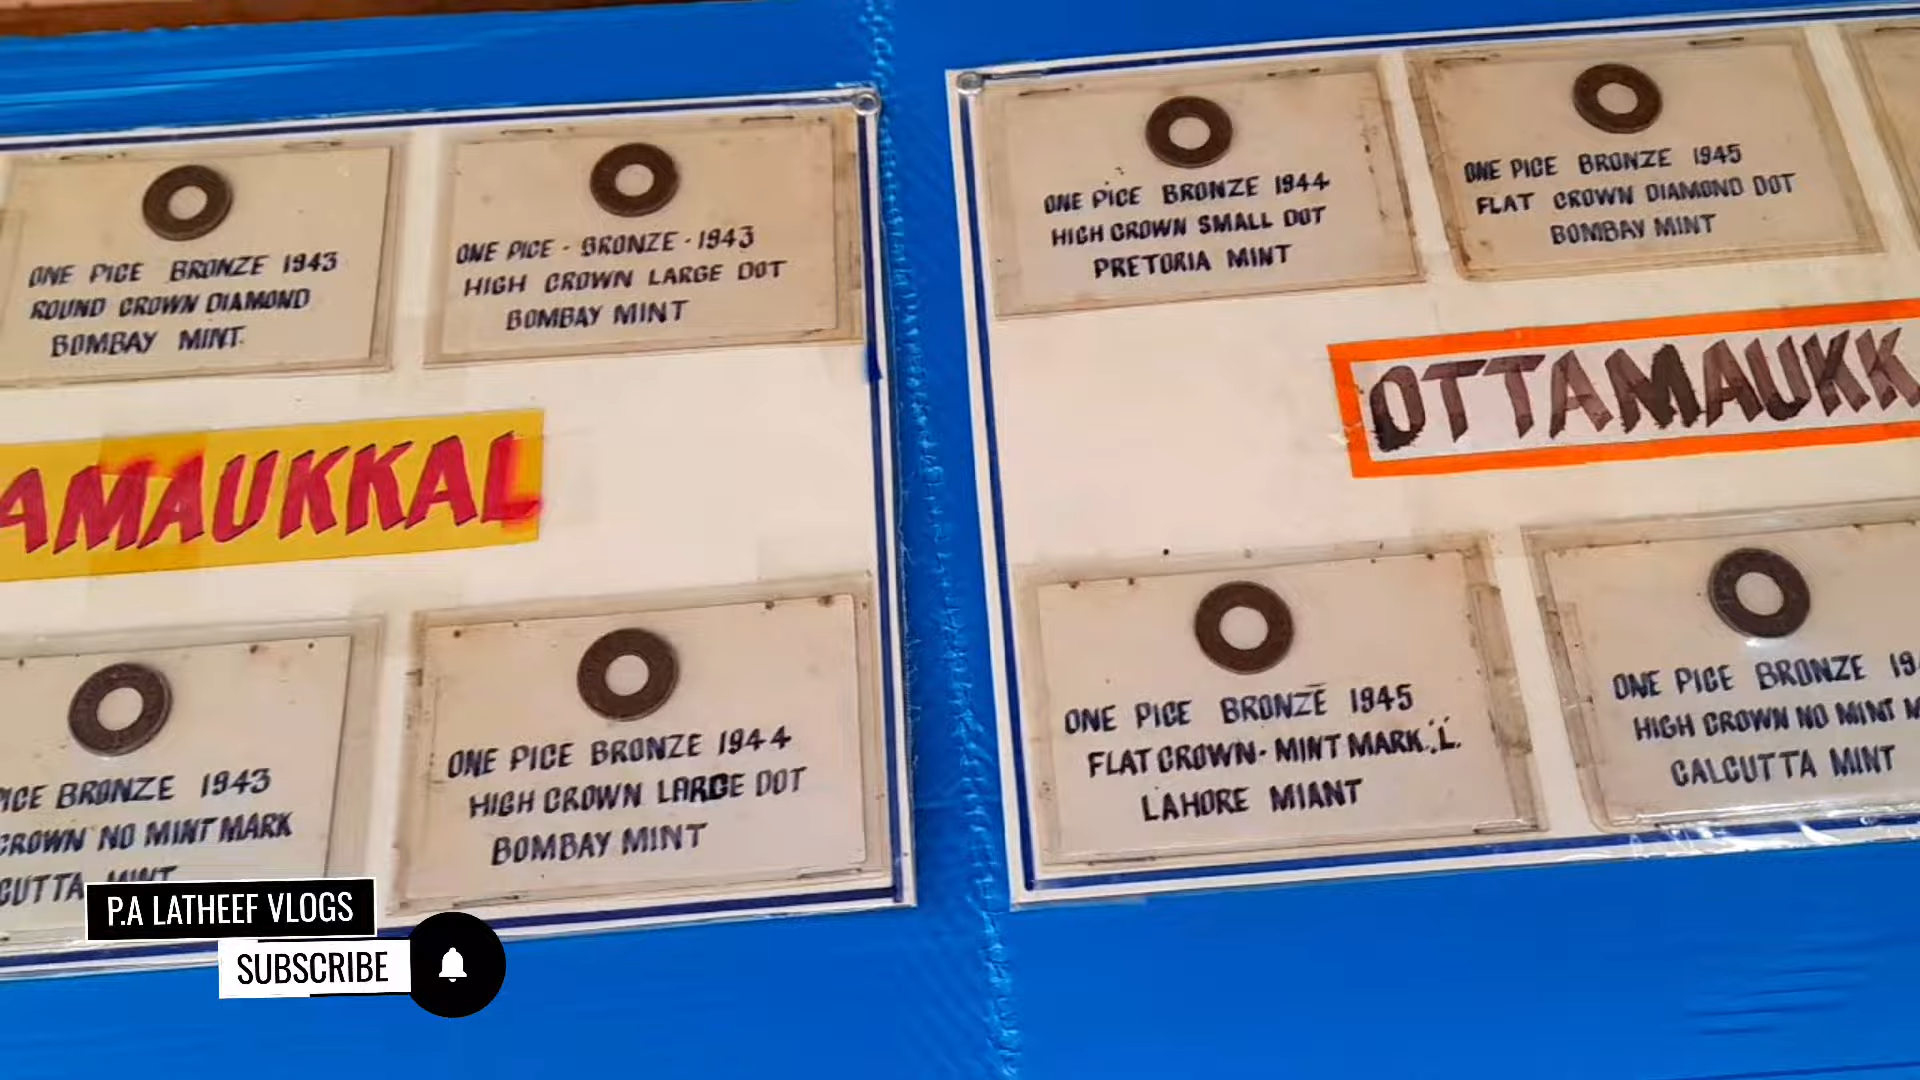 ONE PICE BRONZE 1943
ROUND CROWN DIAMOND
BOMBAY MINT.
ONE PICE - BRONZE - 1943
HIGH CROWN LARGE DOT
BOMBAY MINT
AMAUKKAL
PICE BRONZE 1943
CROWN NO MINT MARK
CUTTA MINT
ONE PICE BRONZE 1944
HIGH CROWN LARGE DOT
BOMBAY MINT
ONE PICE BRONZE 1944
HIGH CROWN SMALL DOT
PRETORIA MINT
ONE PICE BRONZE 1945
FLAT CROWN DIAMOND DOT
BOMBAY MINT
OTTAMAUKK
ONE PICE BRONZE 1945
FLAT CROWN - MINT MARK "L"
LAHORE MIANT
ONE PICE BRONZE 19
HIGH CROWN NO MINT M
CALCUTTA MINT
P.A LATHEEF VLOGS
SUBSCRIBE